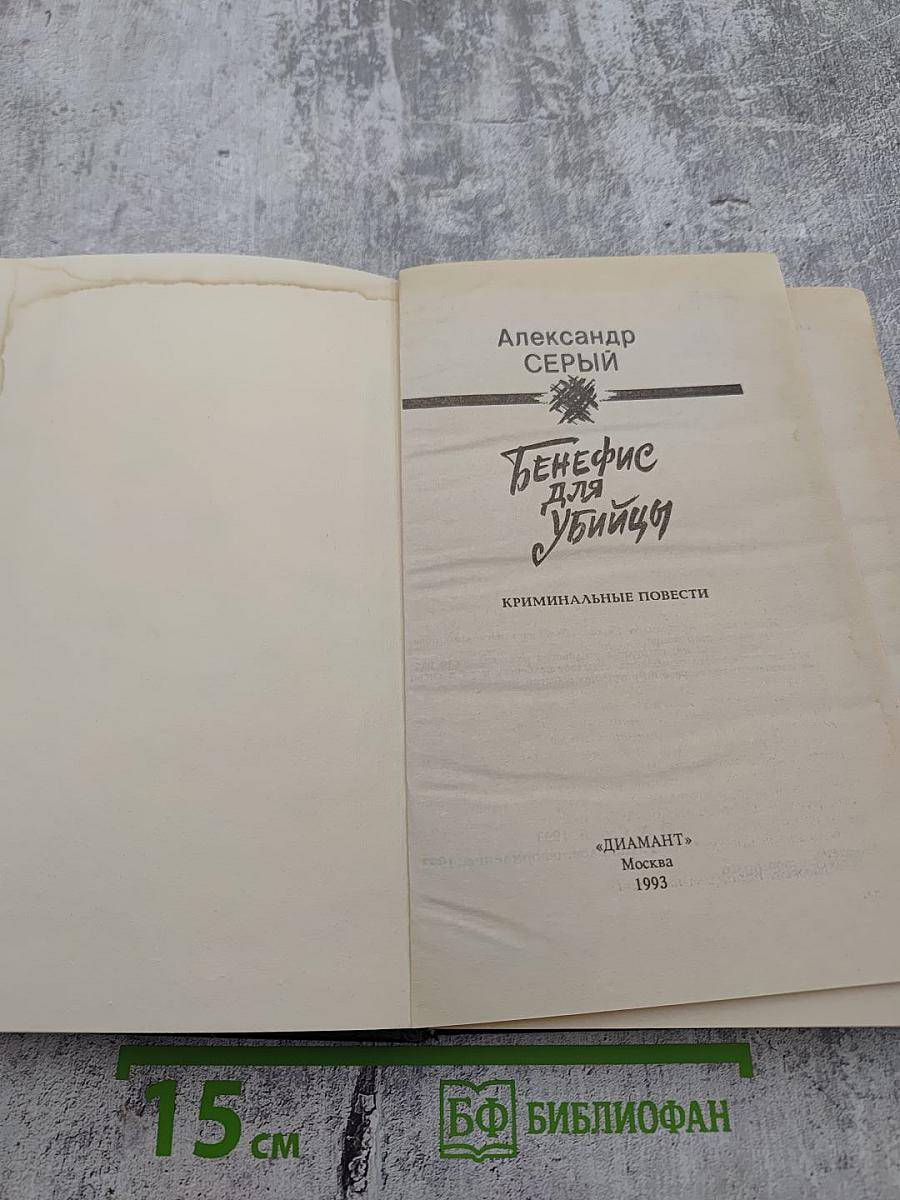 Александр
СЕРЫЙ
БЕНЕФИС
ДЛЯ
УБИЙЦЫ
КРИМИНАЛЬНЫЕ ПОВЕСТИ
«ДИАМАНТ»
Москва
1993
15 см
БФ БИБЛИОФАН